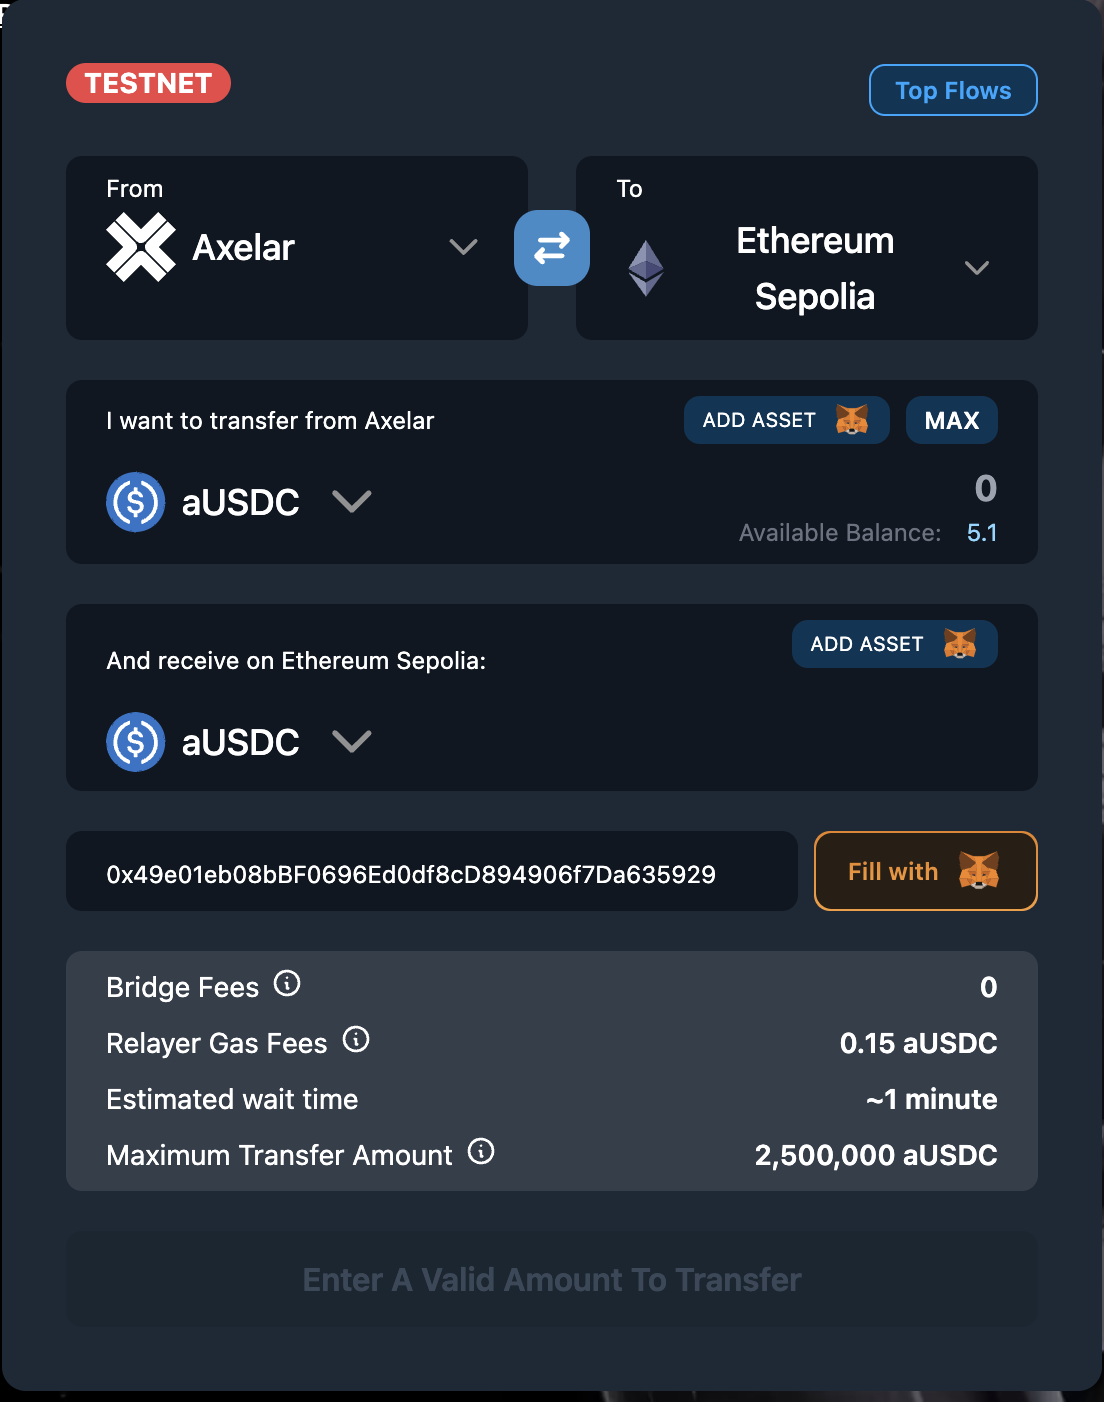 TESTNET
Top Flows
From
Axelar
To
Ethereum
Sepolia
I want to transfer from Axelar
ADD ASSET
MAX
aUSDC
0
Available Balance: 5.1
And receive on Ethereum Sepolia:
ADD ASSET
aUSDC
0x49e01eb08bBF0696Ed0df8cD894906f7Da635929
Fill with
Bridge Fees 0
Relayer Gas Fees 0.15 aUSDC
Estimated wait time ~1 minute
Maximum Transfer Amount 2,500,000 aUSDC
Enter A Valid Amount To Transfer